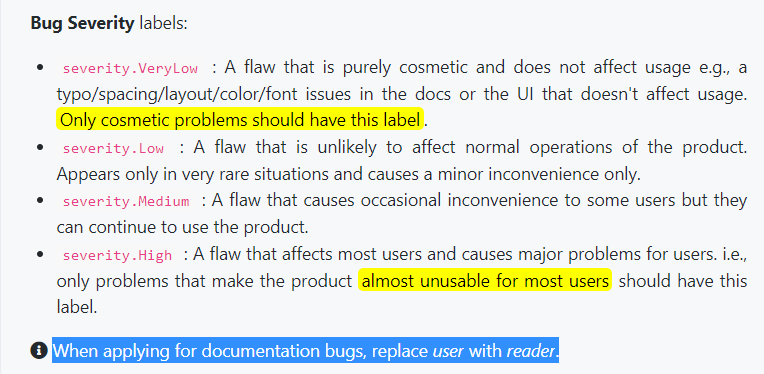 Bug Severity labels:
severity.VeryLow : A flaw that is purely cosmetic and does not affect usage e.g., a
typo/spacing/layout/color/font issues in the docs or the UI that doesn't affect usage.
Only cosmetic problems should have this label.
severity.Low : A flaw that is unlikely to affect normal operations of the product.
Appears only in very rare situations and causes a minor inconvenience only.
severity.Medium : A flaw that causes occasional inconvenience to some users but they
can continue to use the product.
severity.High : A flaw that affects most users and causes major problems for users. i.e.,
only problems that make the product almost unusable for most users should have this
label.
When applying for documentation bugs, replace user with reader.